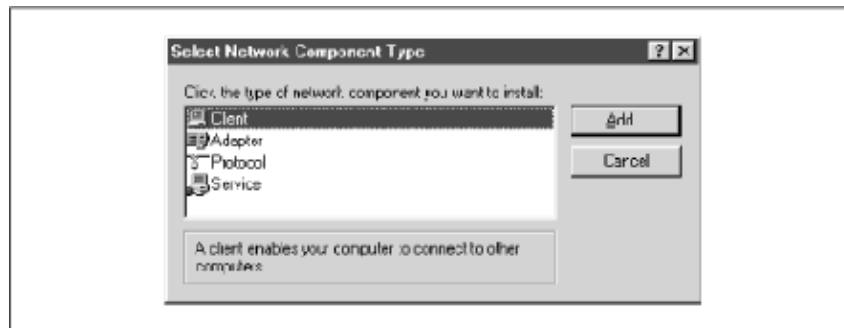 Select Network Component Type
Click the type of network component you want to install:
Client
Adapter
Protocol
Service
Add
Cancel
A client enables your computer to connect to other
computers.